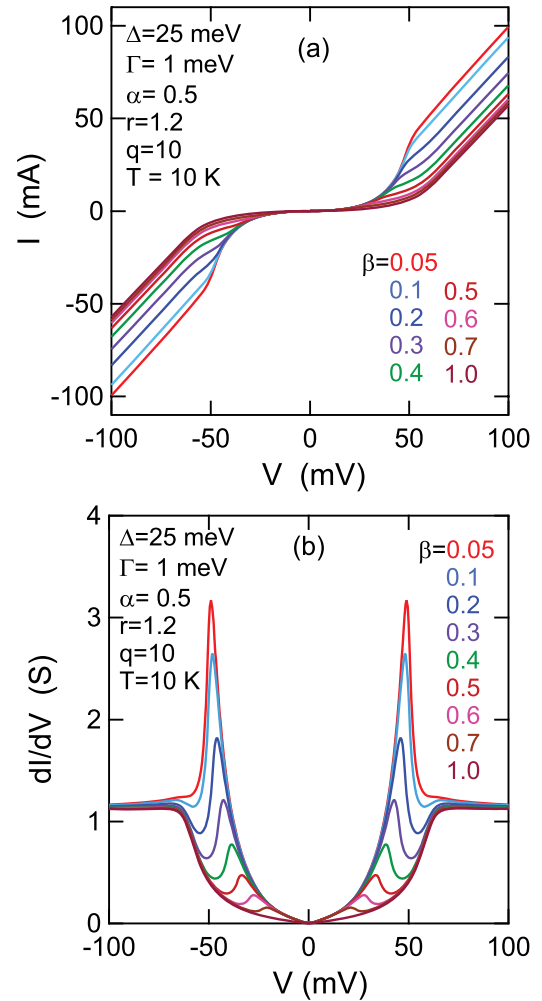 100
50
0
-50
-100
I (mA)
Δ=25 meV
Γ= 1 meV
α= 0.5
r=1.2
q=10
T = 10 K
(a)
β=0.05
0.1 0.5
0.2 0.6
0.3 0.7
0.4 1.0
-100 -50 0 50 100
V (mV)
4
3
2
1
0
dI/dV (S)
Δ=25 meV
Γ= 1 meV
α= 0.5
r=1.2
q=10
T=10 K
(b)
β=0.05
0.1
0.2
0.3
0.4
0.5
0.6
0.7
1.0
-100 -50 0 50 100
V (mV)